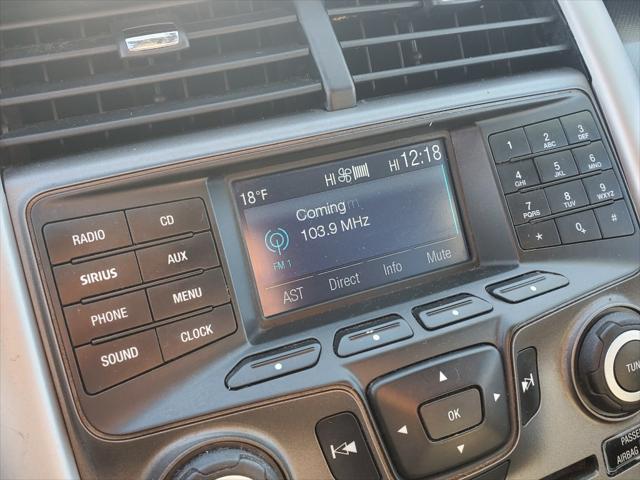 18°F HI HI 12:18
Coming
103.9 MHz
FM 1
AST Direct Info Mute
RADIO CD
SIRIUS AUX
PHONE MENU
SOUND CLOCK
1 2 ABC 3 DEF
4 GHI 5 JKL 6 MNO
7 PQRS 8 TUV 9 WXYZ
* 0+ #
OK
TUN
PASSE
AIRBAG